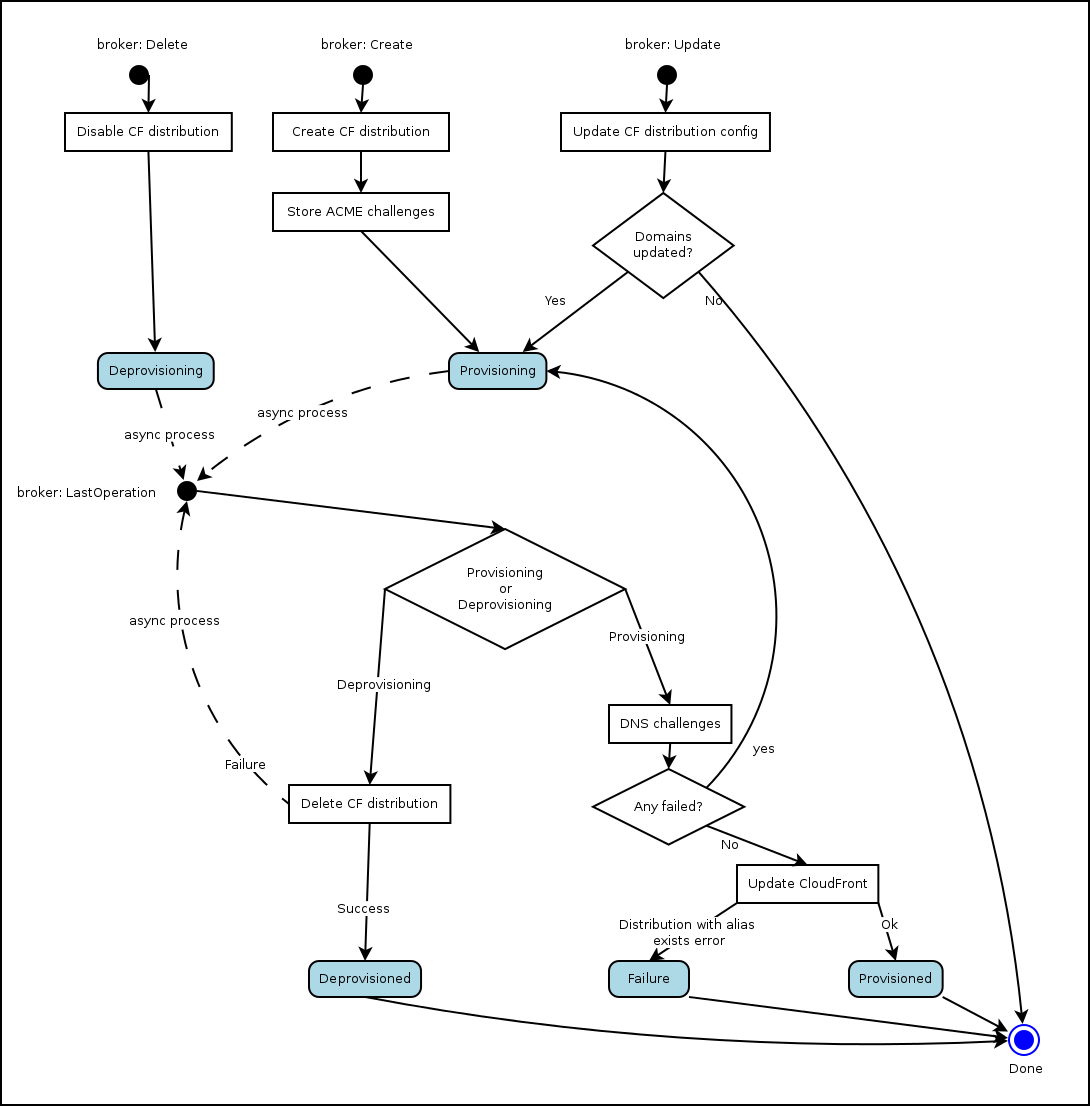 broker: Delete
broker: Create
broker: Update
Disable CF distribution
Create CF distribution
Update CF distribution config
Store ACME challenges
Domains
updated?
Yes
No
Deprovisioning
Provisioning
async process
async process
broker: LastOperation
Provisioning
or
Deprovisioning
async process
Provisioning
Deprovisioning
DNS challenges
yes
Failure
Delete CF distribution
Any failed?
No
Update CloudFront
Success
Distribution with alias
exists error
Ok
Deprovisioned
Failure
Provisioned
Done